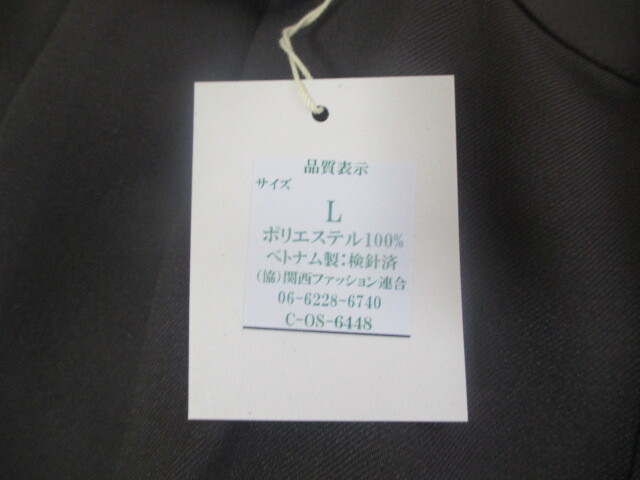 品質表示
サイズ
L
ポリエステル100%
ベトナム製:検針済
(協)関西ファッション連合
06-6228-6740
C-OS-6448